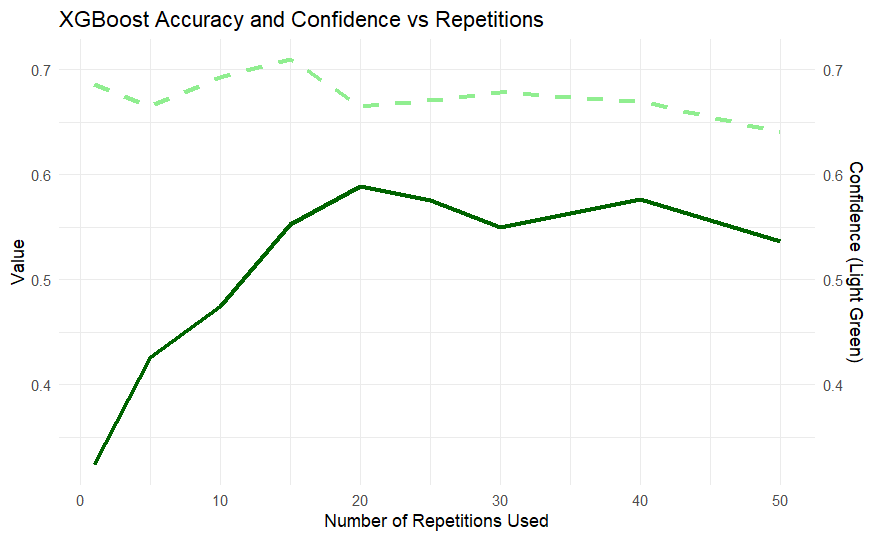 XGBoost Accuracy and Confidence vs Repetitions
Value
0.7
0.6
0.5
0.4
0.7
0.6
0.5
0.4
Confidence (Light Green)
0 10 20 30 40 50
Number of Repetitions Used